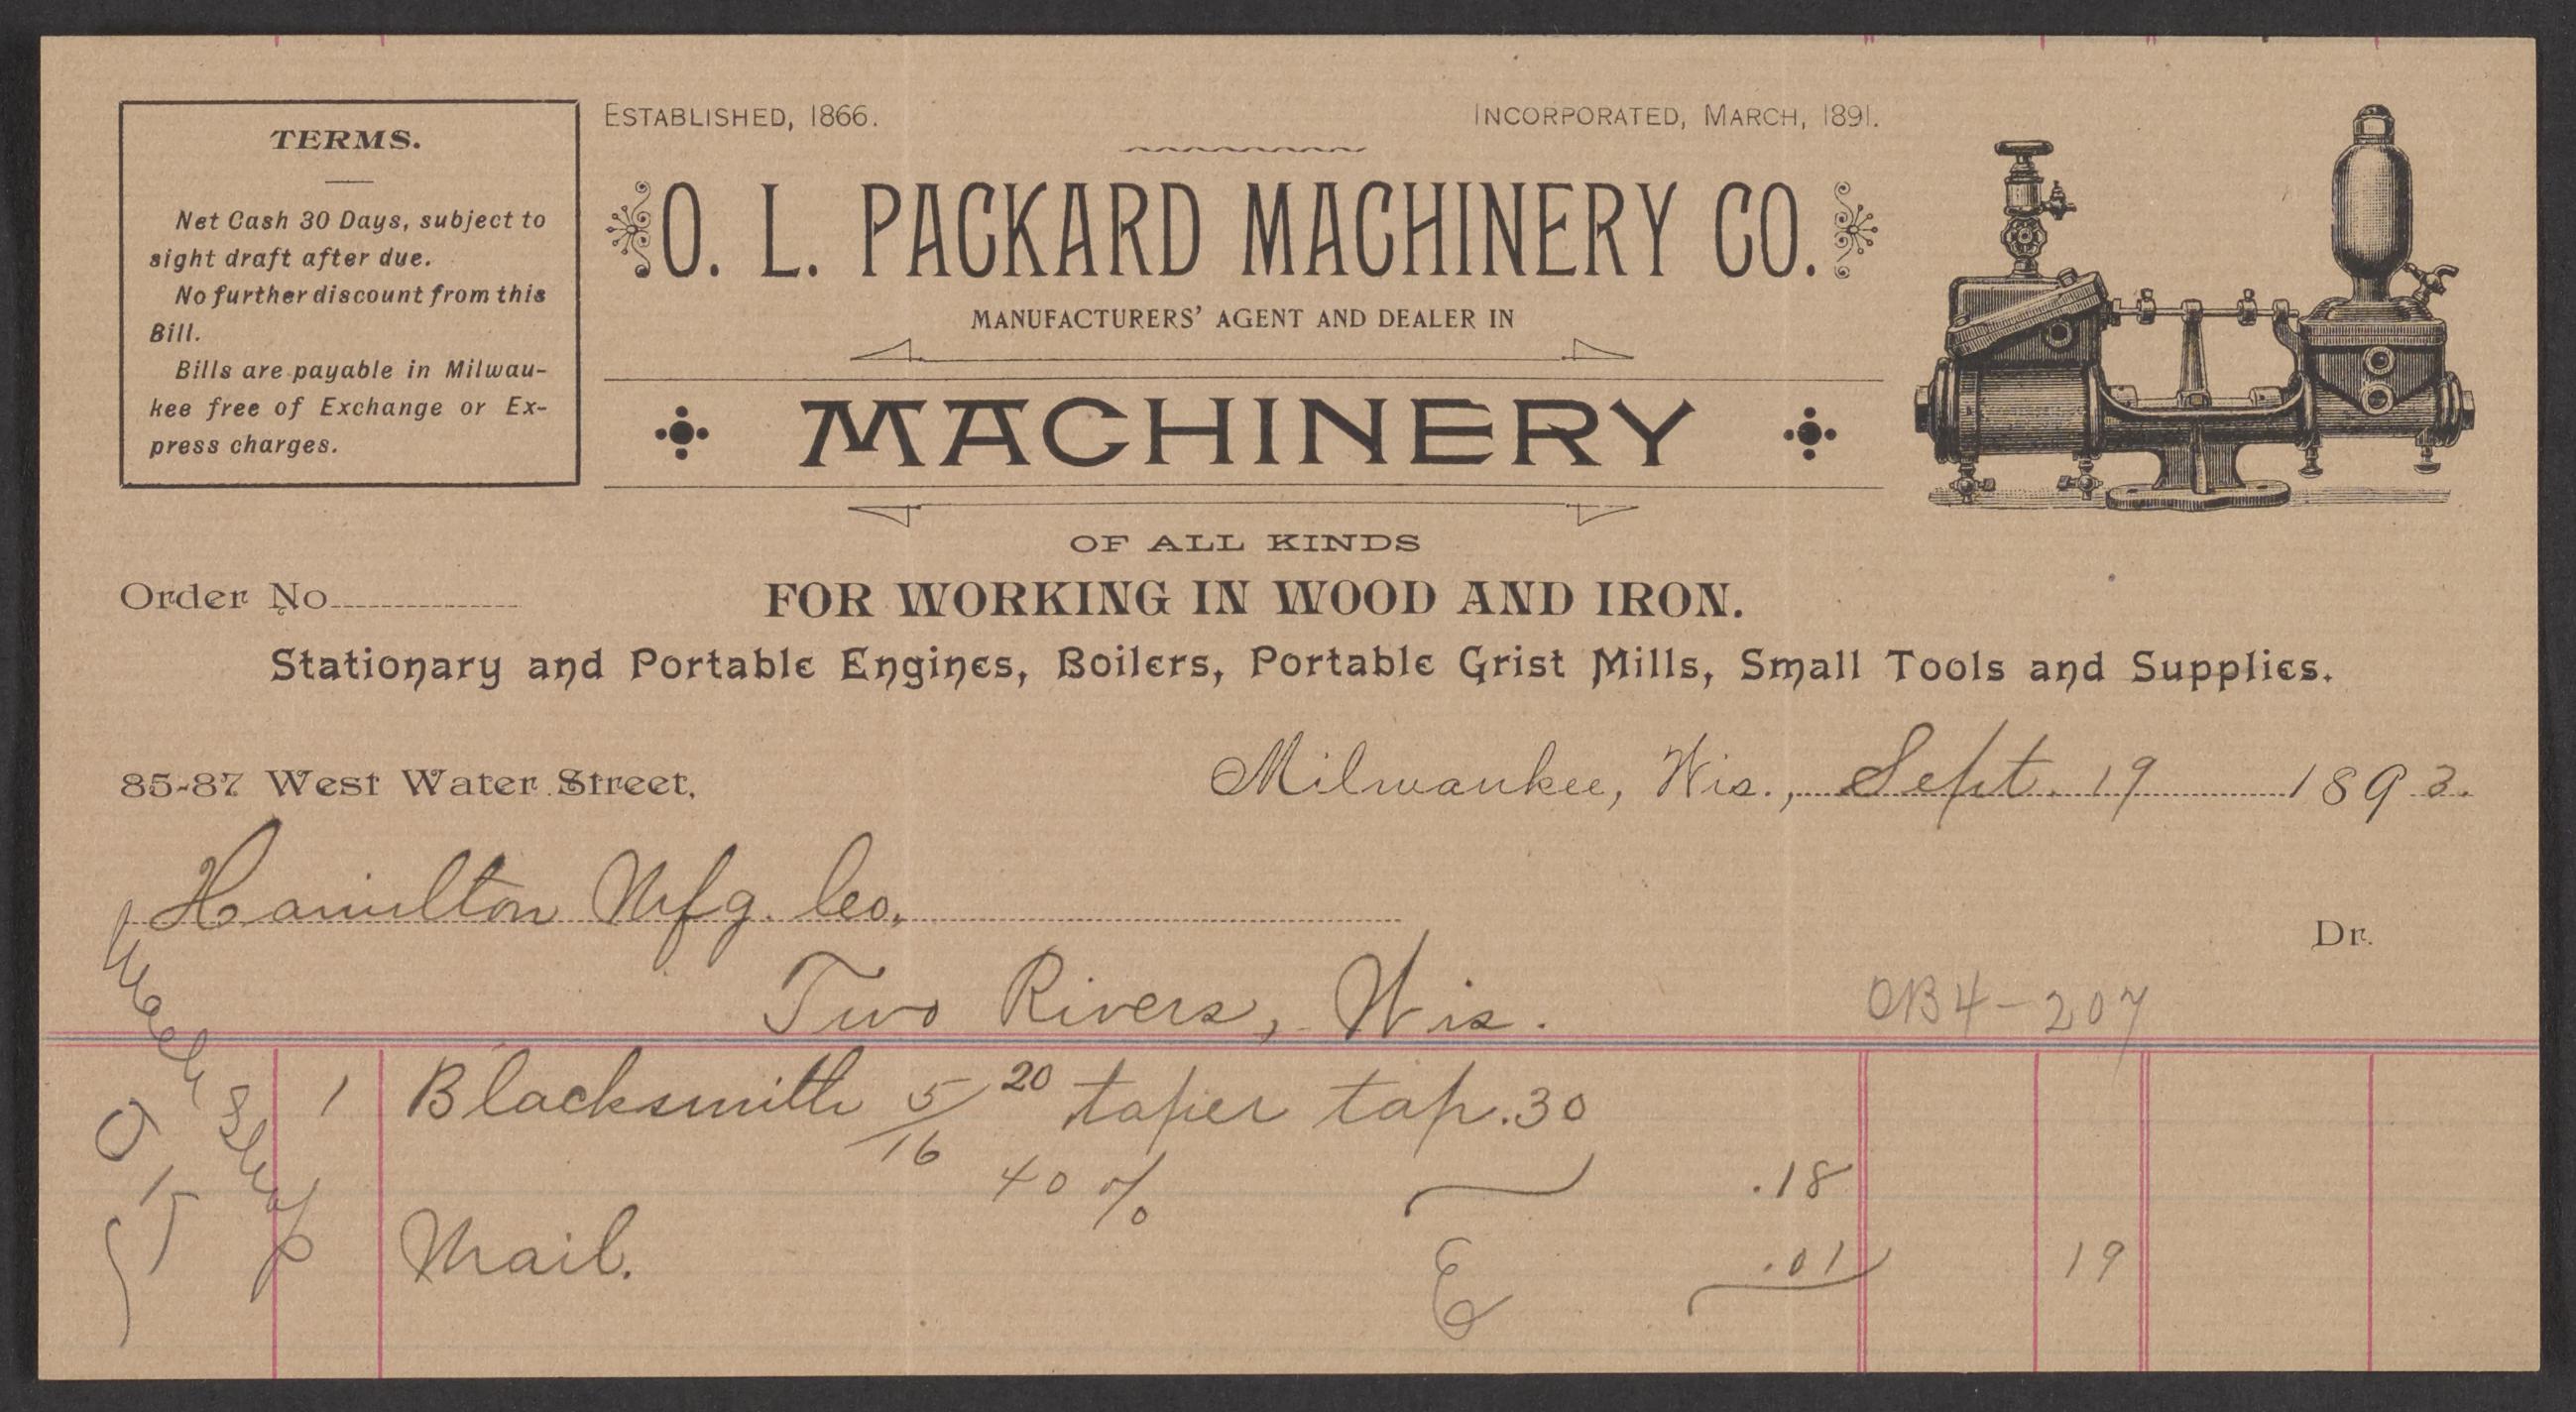 TERMS.
Net Cash 30 Days, subject to
sight draft after due.
No further discount from this
Bill.
Bills are payable in Milwau-
kee free of Exchange or Ex-
press charges.
ESTABLISHED, 1866.
INCORPORATED, MARCH, 1891.
O. L. PACKARD MACHINERY CO.
MANUFACTURERS' AGENT AND DEALER IN
MACHINERY
OF ALL KINDS
Order No.
FOR WORKING IN WOOD AND IRON.
Stationary and Portable Engines, Boilers, Portable Grist Mills, Small Tools and Supplies.
85-87 West Water Street,
Milwaukee, Wis., Sept. 19 1893.
Hamilton Mfg. Co.
Dr.
Two Rivers, Wis.
OB4-207
1 Blacksmith 5/16 20 taper tap .30
40 % .18
Mail. .01 19
Mach Shop